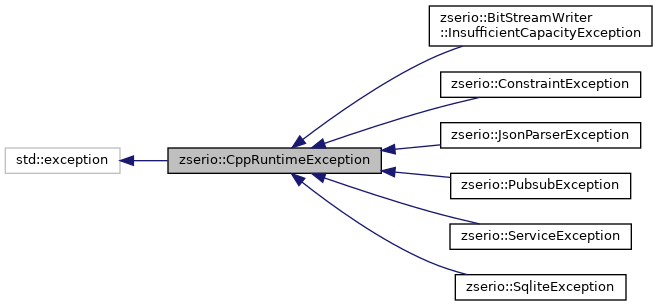 zserio::BitStreamWriter
::InsufficientCapacityException
zserio::ConstraintException
zserio::JsonParserException
std::exception
zserio::CppRuntimeException
zserio::PubsubException
zserio::ServiceException
zserio::SqliteException